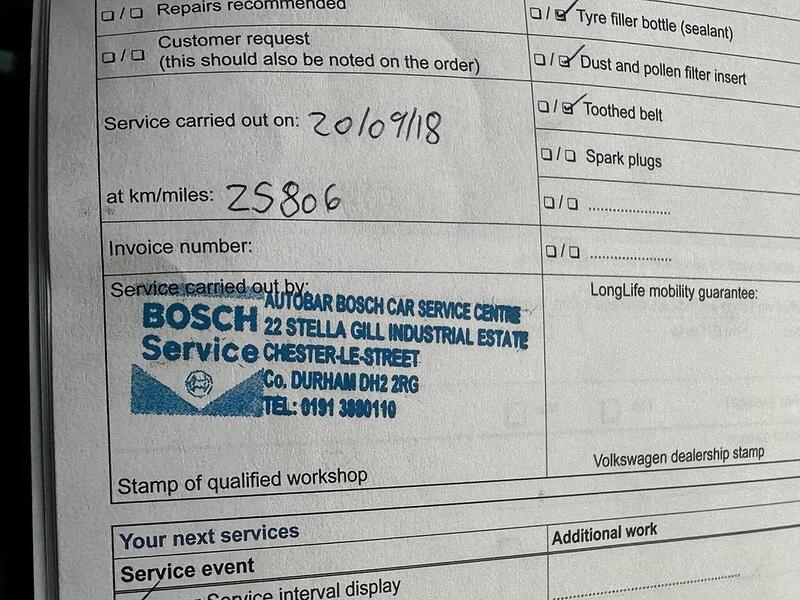 Repairs recommended
Customer request
(this should also be noted on the order)
Service carried out on: 20/09/18
at km/miles: 25806
Invoice number:
Service carried out by:
BOSCH
Service
AUTOBAR BOSCH CAR SERVICE CENTRE
22 STELLA GILL INDUSTRIAL ESTATE
CHESTER-LE-STREET
Co. DURHAM DH2 2RG
TEL: 0191 3880110
Stamp of qualified workshop
Tyre filler bottle (sealant)
Dust and pollen filter insert
Toothed belt
Spark plugs
LongLife mobility guarantee:
Volkswagen dealership stamp
Your next services
Service event
Service interval display
Additional work